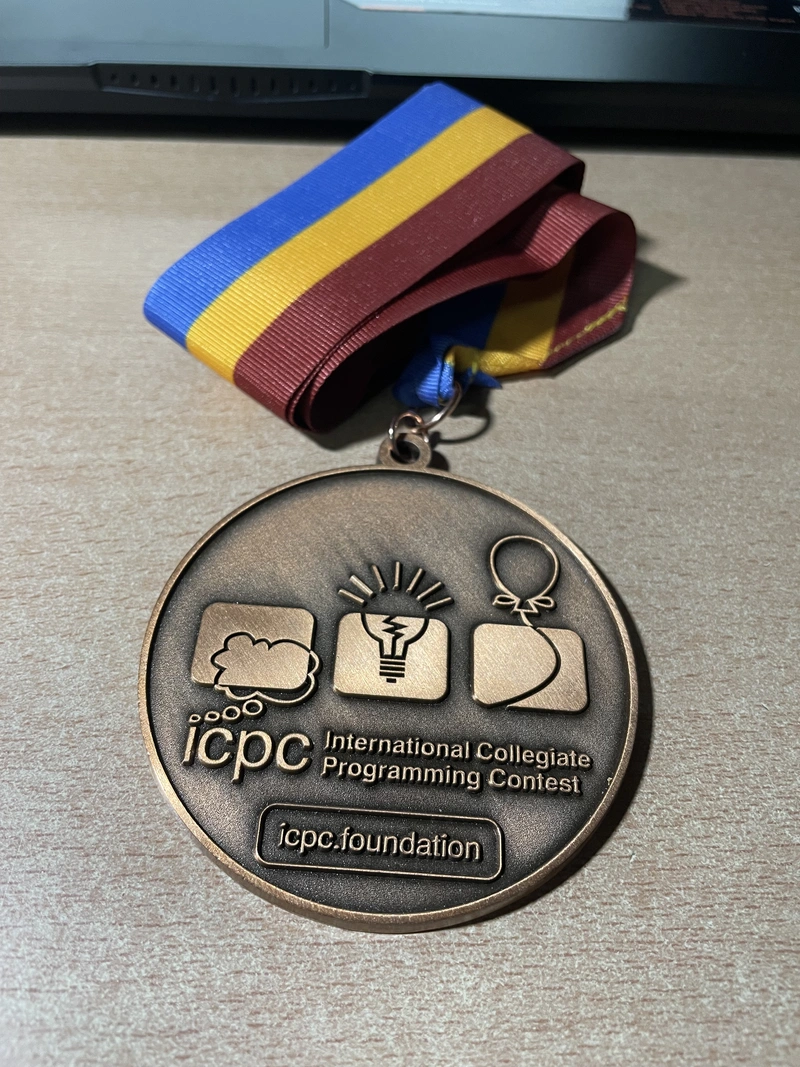 icpc
International Collegiate
Programming Contest
icpc.foundation